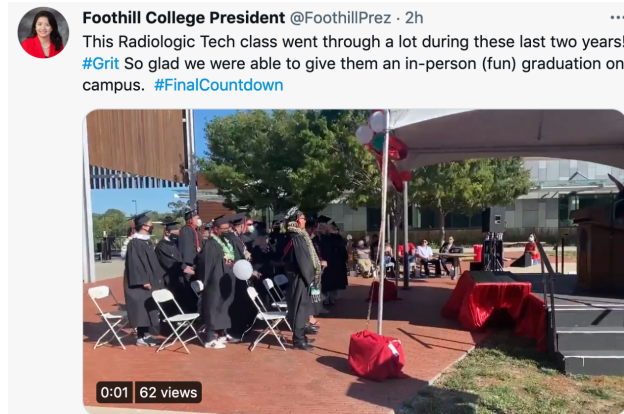 Foothill College President @FoothillPrez · 2h
This Radiologic Tech class went through a lot during these last two years!
#Grit So glad we were able to give them an in-person (fun) graduation on
campus. #FinalCountdown
0:01 62 views